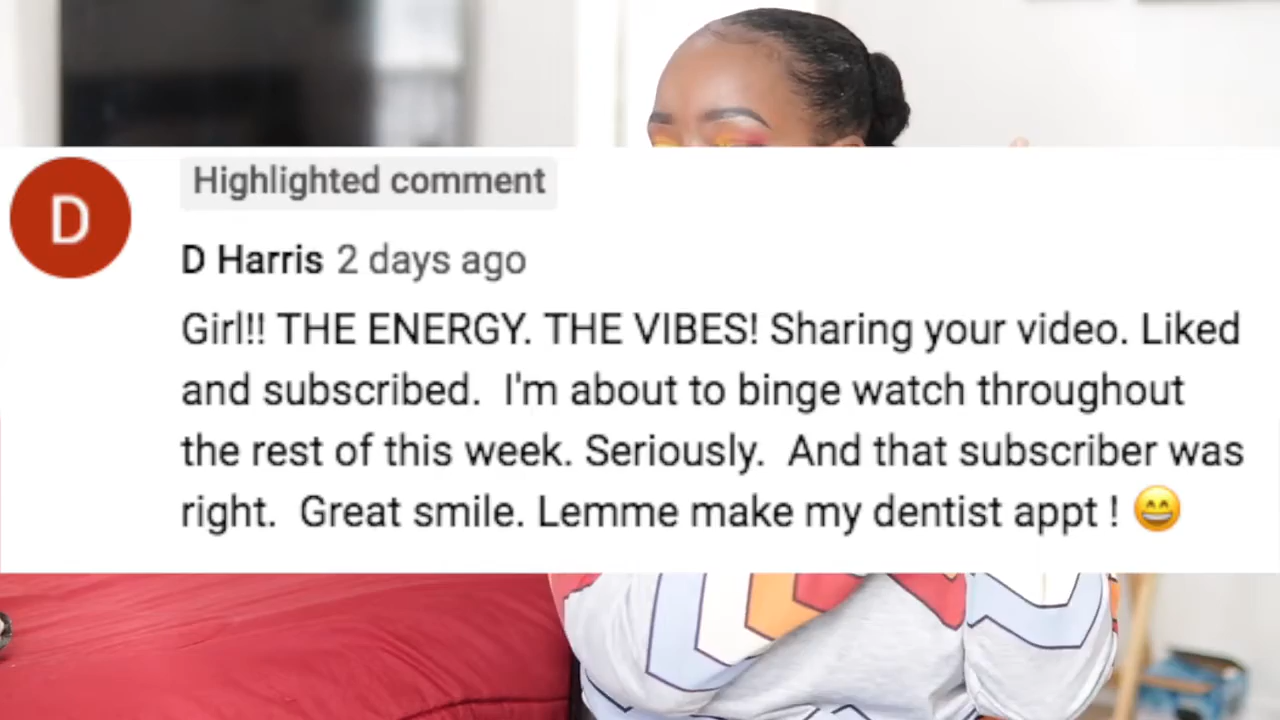 D
Highlighted comment
D Harris 2 days ago
Girl!! THE ENERGY. THE VIBES! Sharing your video. Liked
and subscribed.  I'm about to binge watch throughout
the rest of this week. Seriously.  And that subscriber was
right.  Great smile. Lemme make my dentist appt ! 😄